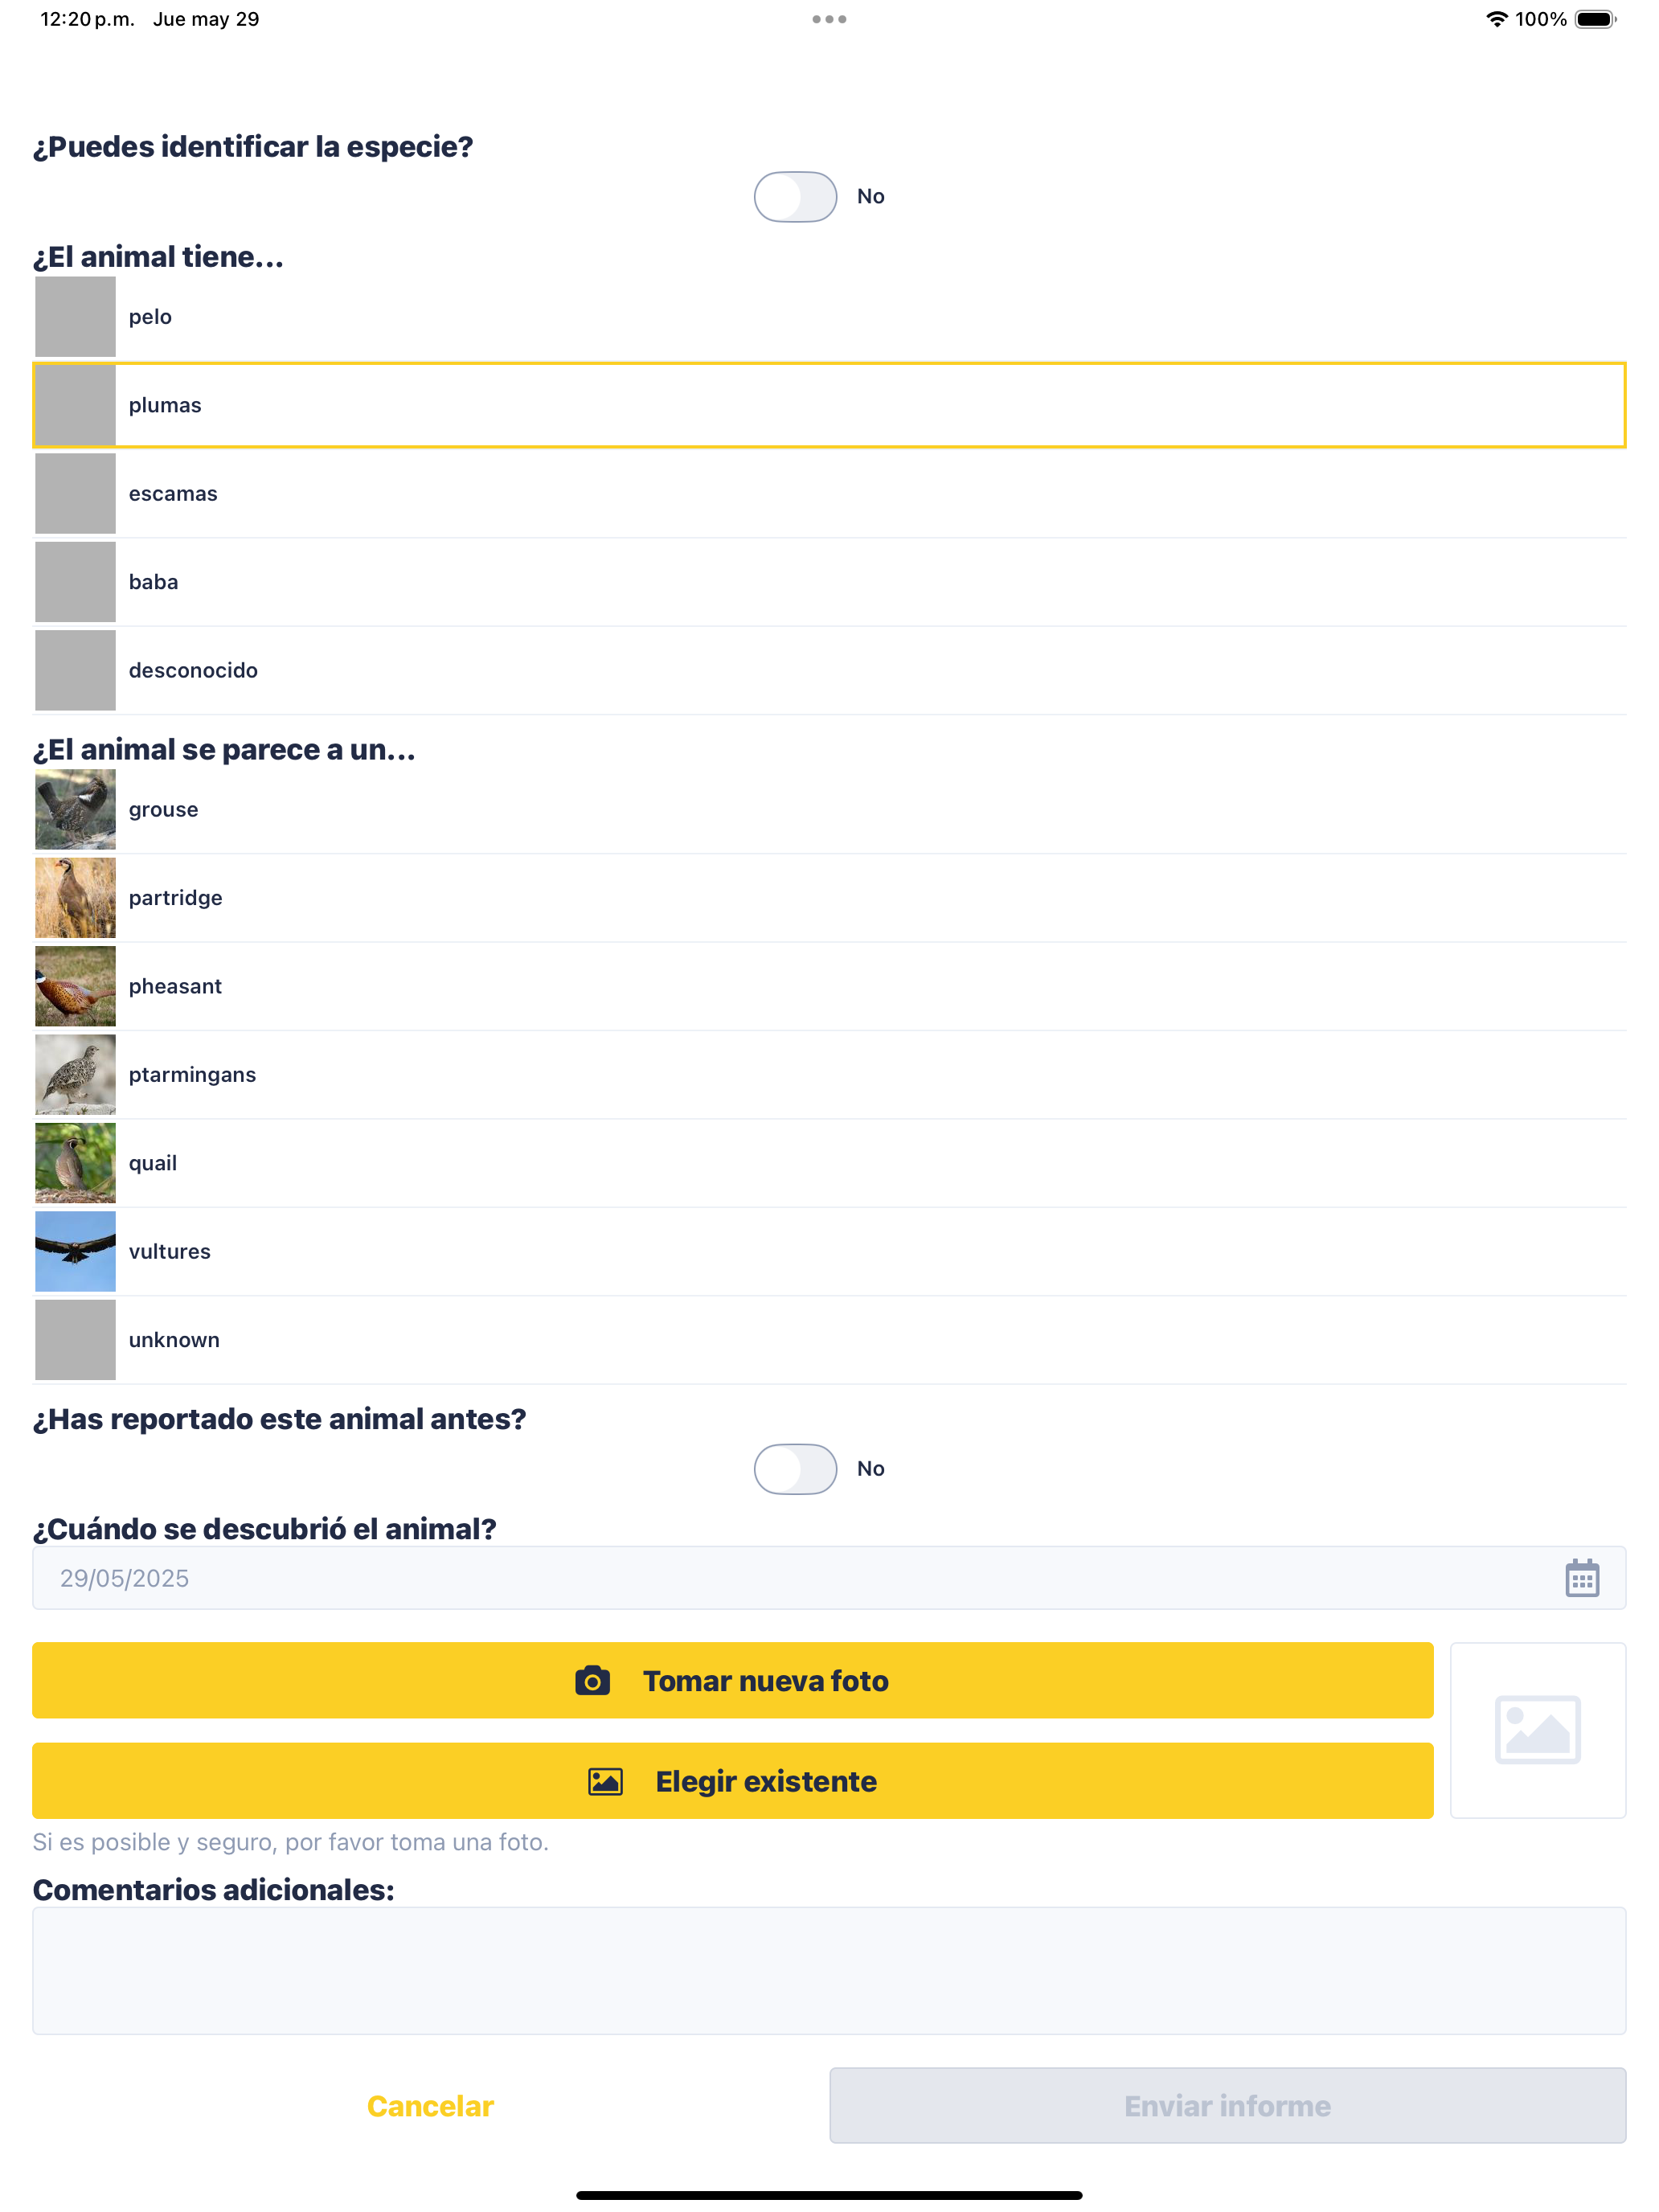 12:20 p.m. Jue may 29
100%
¿Puedes identificar la especie?
No
¿El animal tiene...
pelo
plumas
escamas
baba
desconocido
¿El animal se parece a un...
grouse
partridge
pheasant
ptarmingans
quail
vultures
unknown
¿Has reportado este animal antes?
No
¿Cuándo se descubrió el animal?
29/05/2025
Tomar nueva foto
Elegir existente
Si es posible y seguro, por favor toma una foto.
Comentarios adicionales:
Cancelar
Enviar informe